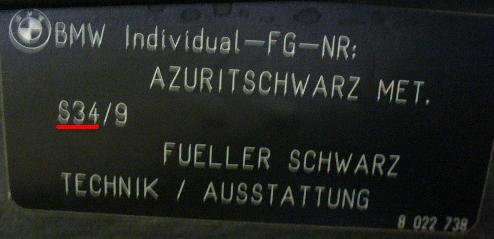 BMW Individual-FG-NR:
AZURITSCHWARZ MET.
S34/9
FUELLER SCHWARZ
TECHNIK / AUSSTATTUNG
8 022 738